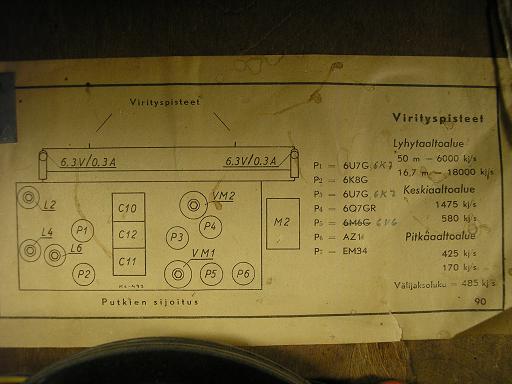 Virityspisteet
6.3V/0.3A
6.3V/0.3A
L2
L4
L6
P1
P2
C10
C12
C11
VM2
P3
P4
VM1
P5
P6
M2
Putkien sijoitus
P1 = 6U7G 6K7
P2 = 6K8G
P3 = 6U7G 6K7
P4 = 6Q7GR
P5 = 6M6G 6V6
P6 = AZ1
P7 = EM34
Virityspisteet
Lyhytaaltoalue
50 m — 6000 kj/s
16,7 m — 18000 kj/s
Keskiaaltoalue
1475 kj/s
580 kj/s
Pitkäaaltoalue
425 kj/s
170 kj/s
Välijaksoluku = 485 kj/s
90